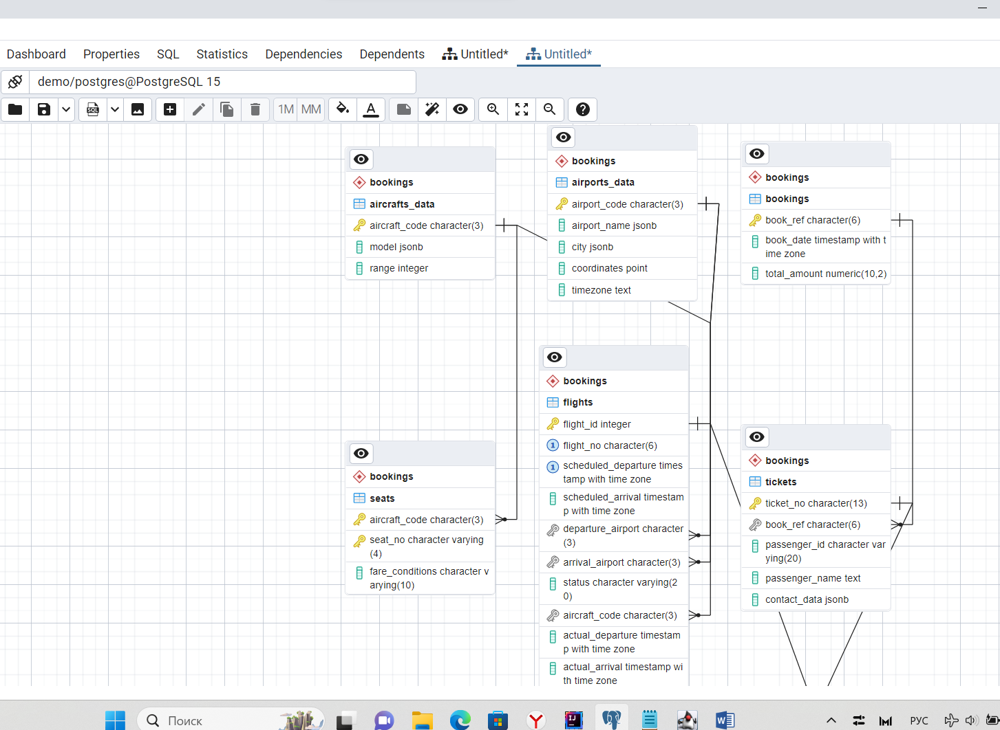 Dashboard Properties SQL Statistics Dependencies Dependents Untitled* Untitled*
demo/postgres@PostgreSQL 15
SQL 1M MM A
bookings
aircrafts_data
aircraft_code character(3)
model jsonb
range integer
bookings
airports_data
airport_code character(3)
airport_name jsonb
city jsonb
coordinates point
timezone text
bookings
bookings
book_ref character(6)
book_date timestamp with t
ime zone
total_amount numeric(10,2)
bookings
seats
aircraft_code character(3)
seat_no character varying
(4)
fare_conditions character v
arying(10)
bookings
flights
flight_id integer
1 flight_no character(6)
1 scheduled_departure times
tamp with time zone
scheduled_arrival timestam
p with time zone
departure_airport character
(3)
arrival_airport character(3)
status character varying(2
0)
aircraft_code character(3)
actual_departure timestam
p with time zone
actual_arrival timestamp wi
th time zone
bookings
tickets
ticket_no character(13)
book_ref character(6)
passenger_id character var
ying(20)
passenger_name text
contact_data jsonb
Поиск
РУС